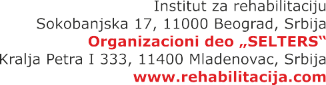 Institut za rehabilitaciju
Sokobanjska 17, 11000 Beograd, Srbija
Organizacioni deo „SELTERS“
Kralja Petra I 333, 11400 Mladenovac, Srbija
www.rehabilitacija.com